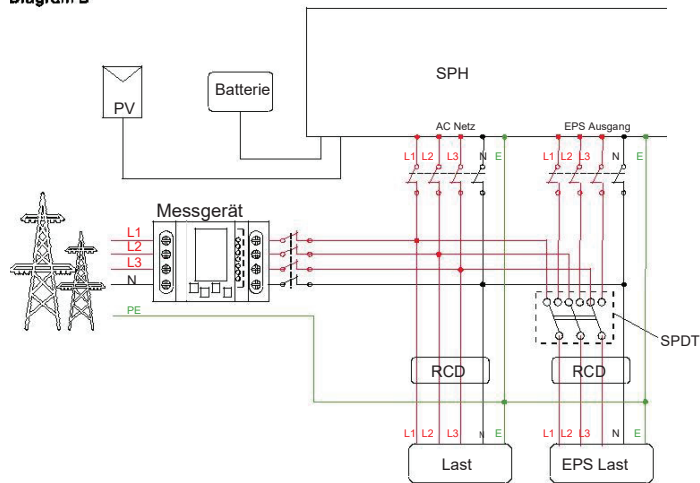 Diagram B
SPH
PV
Batterie
AC Netz
EPS Ausgang
L1 L2 L3 N E
L1 L2 L3 N E
Messgerät
L1
L2
L3
N
PE
SPDT
RCD
RCD
L1 L2 L3 N E
L1 L2 L3 N E
Last
EPS Last